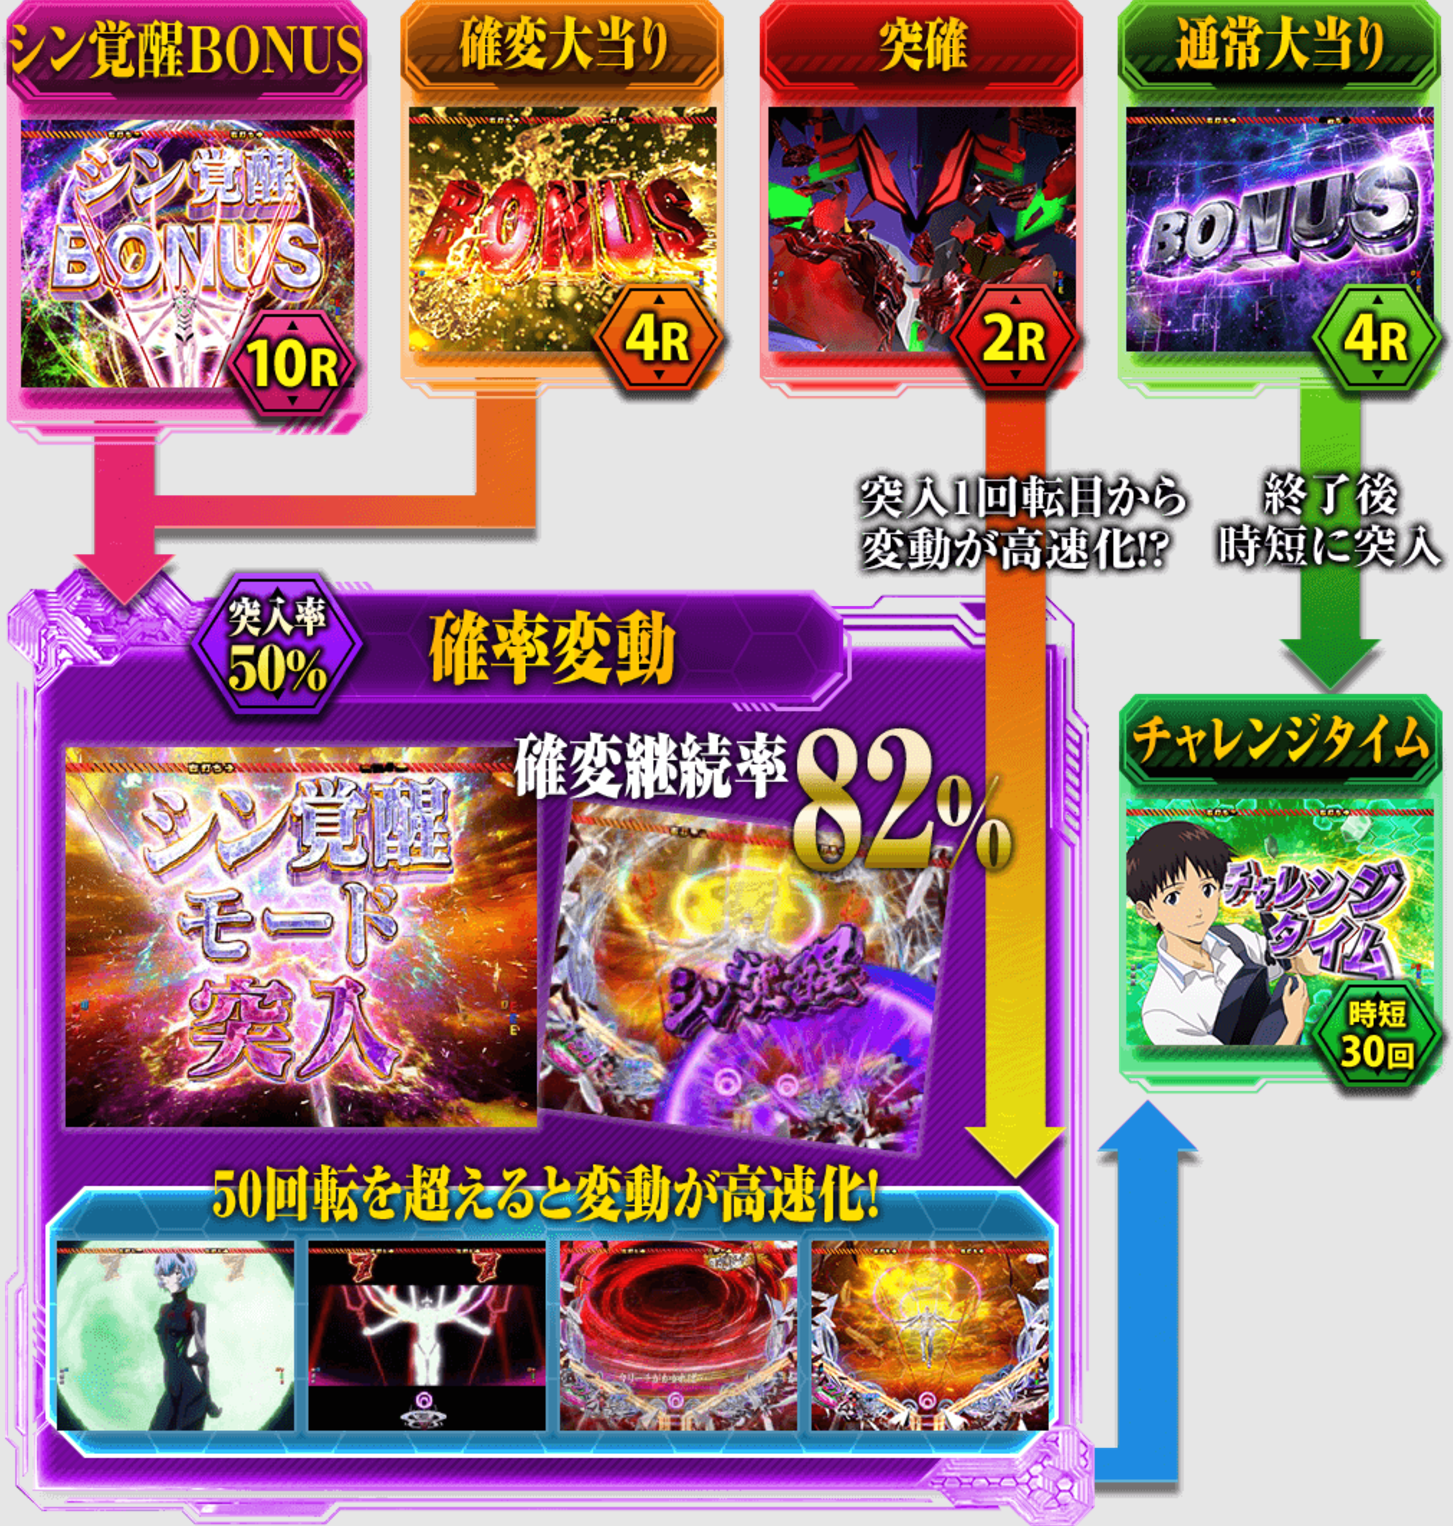 シン覚醒BONUS
シン覚醒
BONUS
10R
確変大当り
BONUS
4R
突確
2R
通常大当り
BONUS
4R
突入1回転目から
変動が高速化!?
終了後
時短に突入
突入率
50%
確率変動
確変継続率82%
シン覚醒
モード
突入
シン覚醒
50回転を超えると変動が高速化!
チャレンジタイム
チャレンジ
タイム
時短
30回